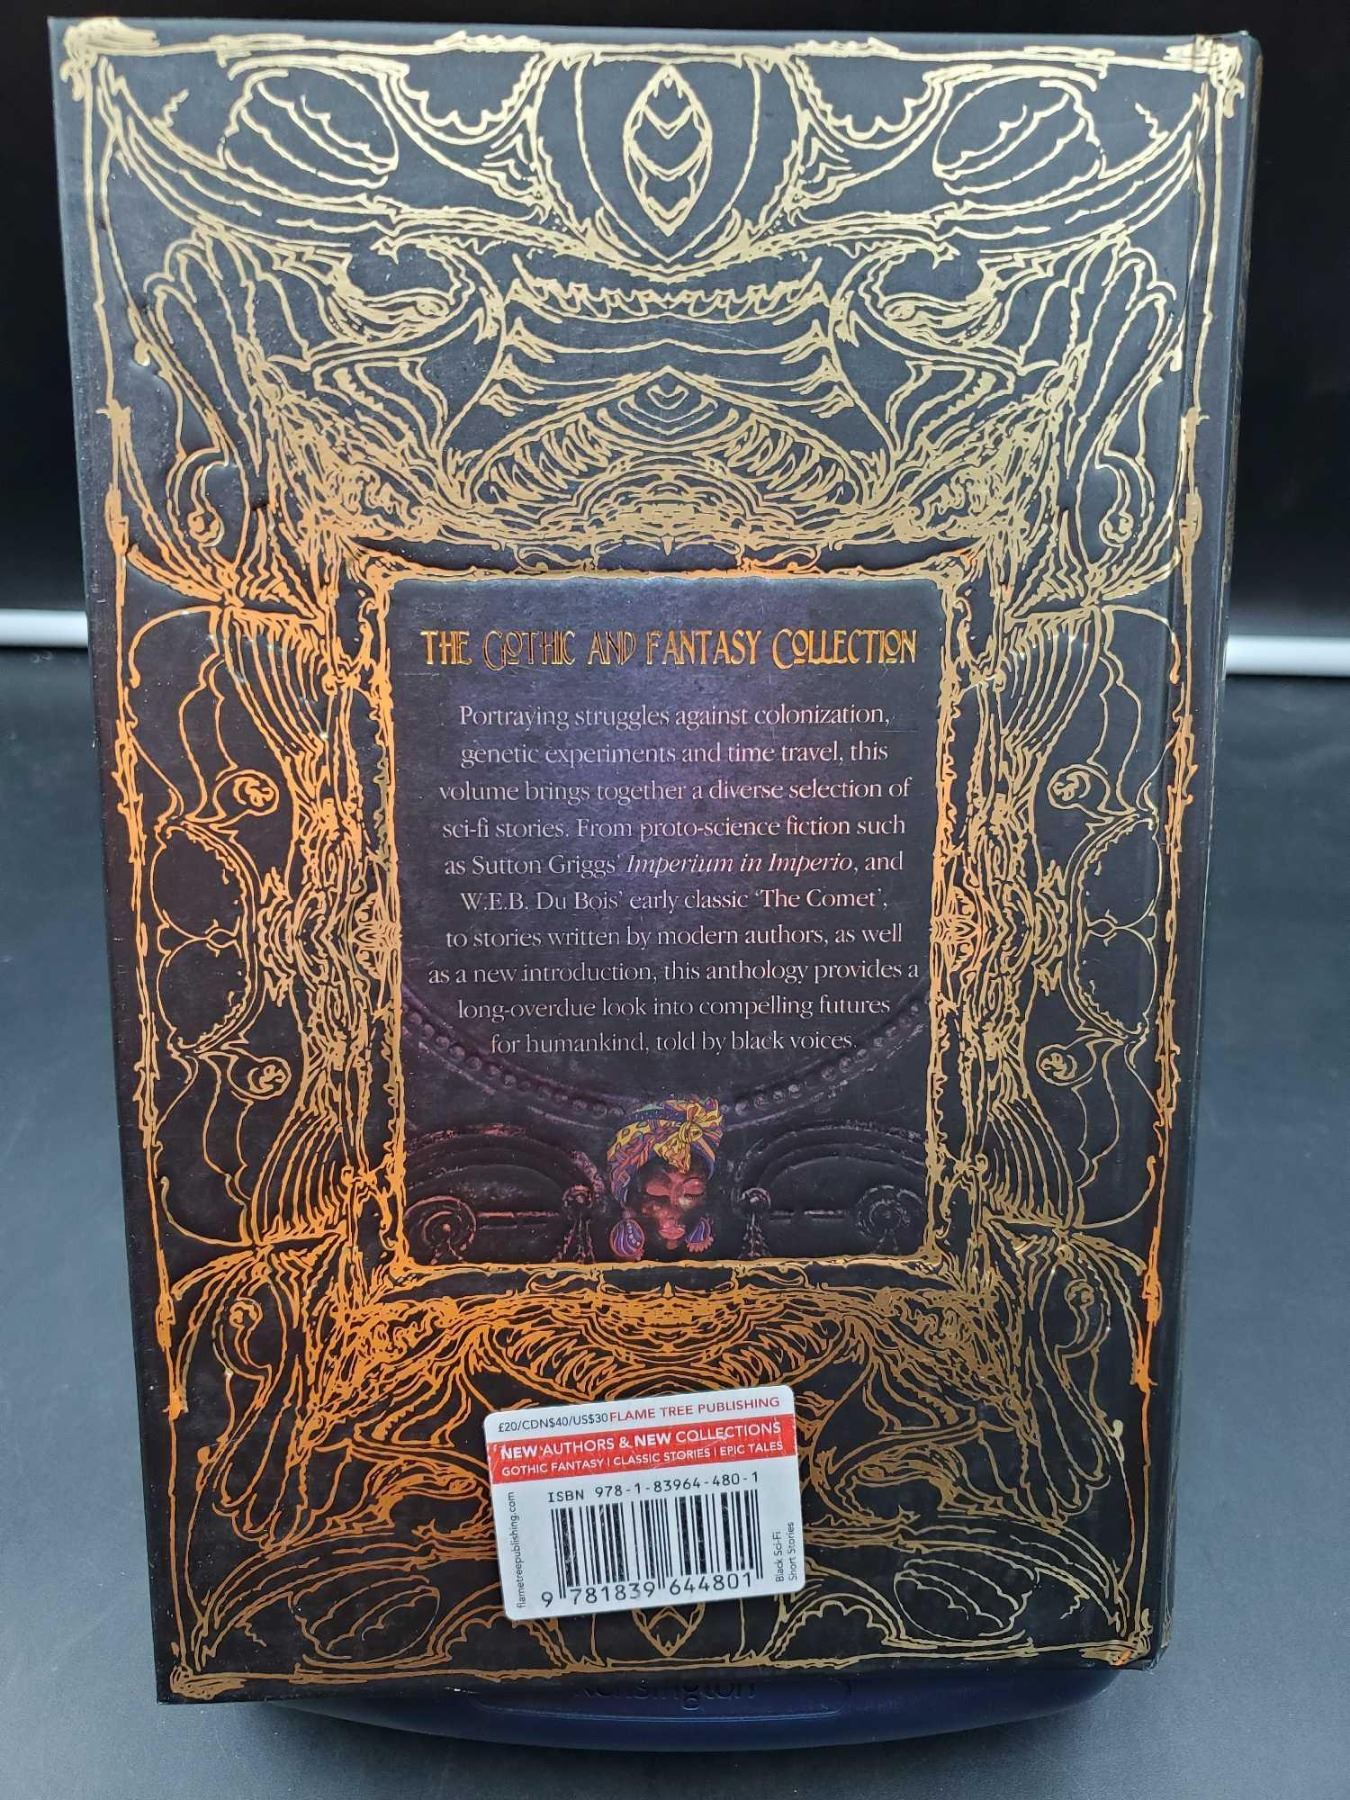 THE GOTHIC AND FANTASY COLLECTION
Portraying struggles against colonization,
genetic experiments and time travel, this
volume brings together a diverse selection of
sci-fi stories. From proto-science fiction such
as Sutton Griggs' Imperium in Imperio, and
W.E.B. Du Bois' early classic 'The Comet',
to stories written by modern authors, as well
as a new introduction, this anthology provides a
long-overdue look into compelling futures
for humankind, told by black voices.
£20/CDN$40/US$30 FLAME TREE PUBLISHING
NEW AUTHORS & NEW COLLECTIONS
GOTHIC FANTASY | CLASSIC STORIES | EPIC TALES
ISBN 978-1-83964-480-1
flametreepublishing.com
Black Sci-Fi
Short Stories
9 781839 644801
Kensington